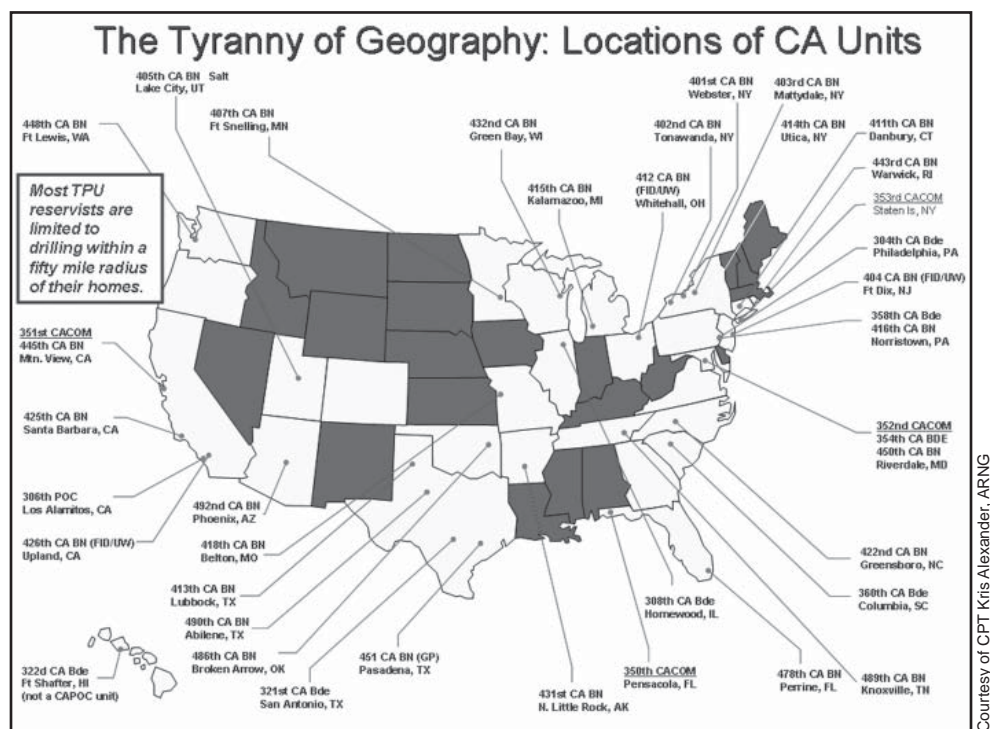 The Tyranny of Geography: Locations of CA Units
405th CA BN Salt
Lake City, UT
407th CA BN
Ft Snelling, MN
448th CA BN
Ft Lewis, WA
432nd CA BN
Green Bay, WI
415th CA BN
Kalamazoo, MI
412 CA BN
(FID/UW)
Whitehall, OH
402nd CA BN
Tonawanda, NY
401st CA BN
Webster, NY
403rd CA BN
Mattydale, NY
414th CA BN
Utica, NY
411th CA BN
Danbury, CT
443rd CA BN
Warwick, RI
353rd CACOM
Staten Is, NY
304th CA Bde
Philadelphia, PA
404 CA BN (FID/UW)
Ft Dix, NJ
358th CA Bde
416th CA BN
Norristown, PA
Most TPU
reservists are
limited to
drilling within a
fifty mile radius
of their homes.
351st CACOM
445th CA BN
Mtn. View, CA
425th CA BN
Santa Barbara, CA
306th POC
Los Alamitos, CA
426th CA BN (FID/UW)
Upland, CA
492nd CA BN
Phoenix, AZ
418th CA BN
Belton, MO
413th CA BN
Lubbock, TX
490th CA BN
Abilene, TX
486th CA BN
Broken Arrow, OK
321st CA Bde
San Antonio, TX
451 CA BN (GP)
Pasadena, TX
431st CA BN
N. Little Rock, AK
350th CACOM
Pensacola, FL
308th CA Bde
Homewood, IL
478th CA BN
Perrine, FL
489th CA BN
Knoxville, TN
360th CA Bde
Columbia, SC
422nd CA BN
Greensboro, NC
352nd CACOM
354th CA BDE
450th CA BN
Riverdale, MD
322d CA Bde
Ft Shafter, HI
(not a CAPOC unit)
Courtesy of CPT Kris Alexander, ARNG